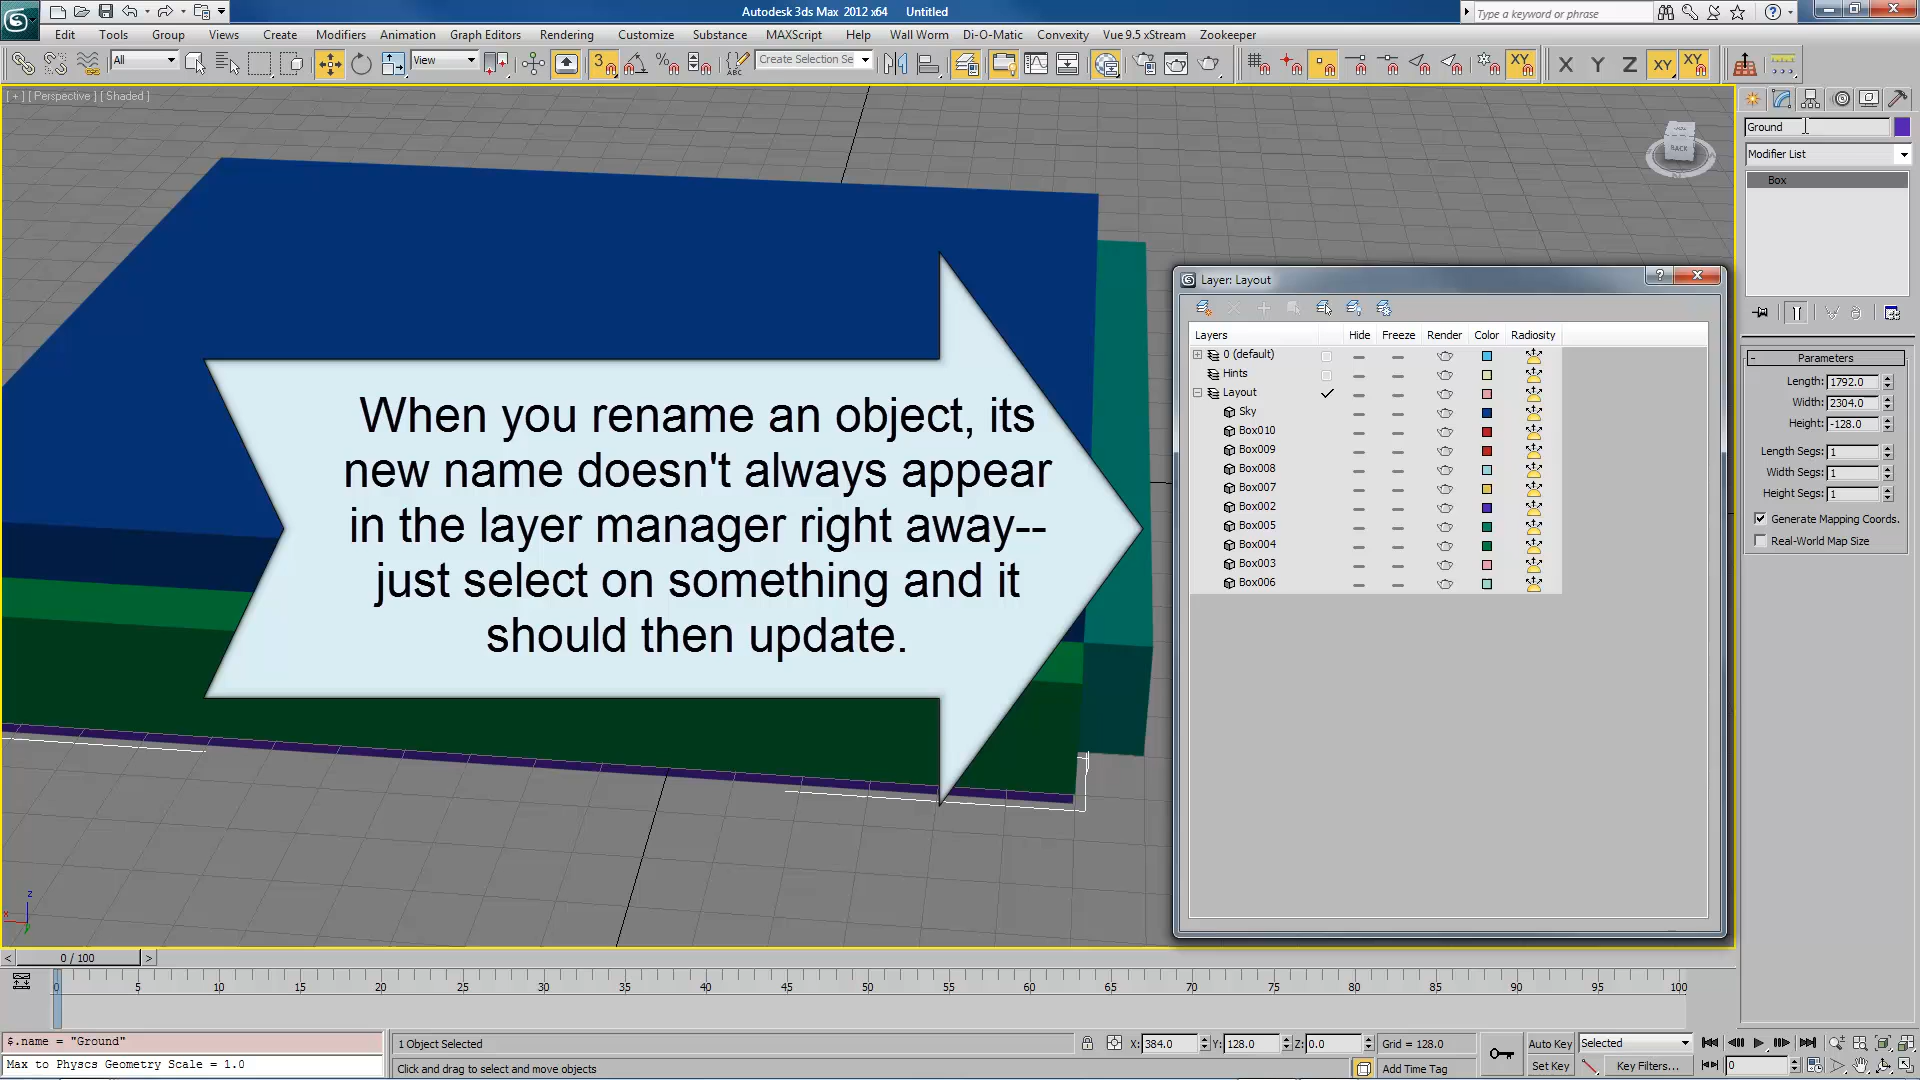 Autodesk 3ds Max 2012 x64 Untitled
Type a keyword or phrase
Edit Tools Group Views Create Modifiers Animation Graph Editors Rendering Customize Substance MAXScript Help Wall Worm Di-O-Matic Convexity Vue 9.5 xStream Zookeeper
All View 3 Create Selection Se X Y Z XY XY
[ + ] [ Perspective ] [ Shaded ]
BACK
Ground
Modifier List
Box
When you rename an object, its
new name doesn't always appear
in the layer manager right away--
just select on something and it
should then update.
Layer: Layout
Layers Hide Freeze Render Color Radiosity
0 (default)
Hints
Layout
Sky
Box010
Box009
Box008
Box007
Box002
Box005
Box004
Box003
Box006
Parameters
Length: 1792.0
Width: 2304.0
Height: -128.0
Length Segs: 1
Width Segs: 1
Height Segs: 1
Generate Mapping Coords.
Real-World Map Size
z
x
y
0 / 100
0 5 10 15 20 25 30 35 40 45 50 55 60 65 70 75 80 85 90 95 100
$.name = "Ground"
Max to Physcs Geometry Scale = 1.0
1 Object Selected
X: 384.0 Y: 128.0 Z: 0.0 Grid = 128.0
Auto Key Selected
Click and drag to select and move objects
Add Time Tag
Set Key Key Filters... 0